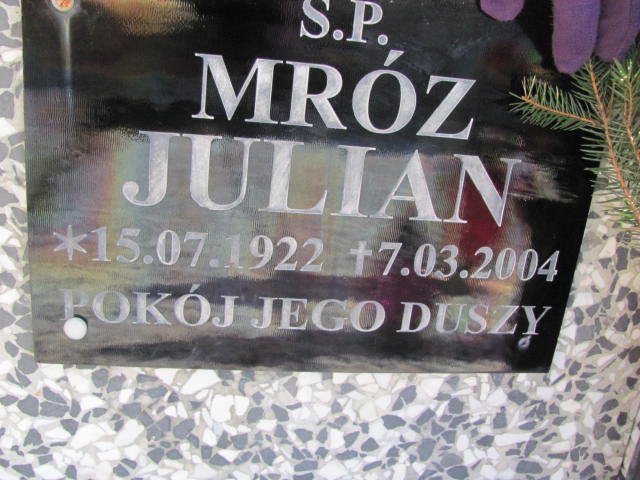 Ś.P.
MRÓZ
JULIAN
*15.07.1922 †7.03.2004
POKÓJ JEGO DUSZY